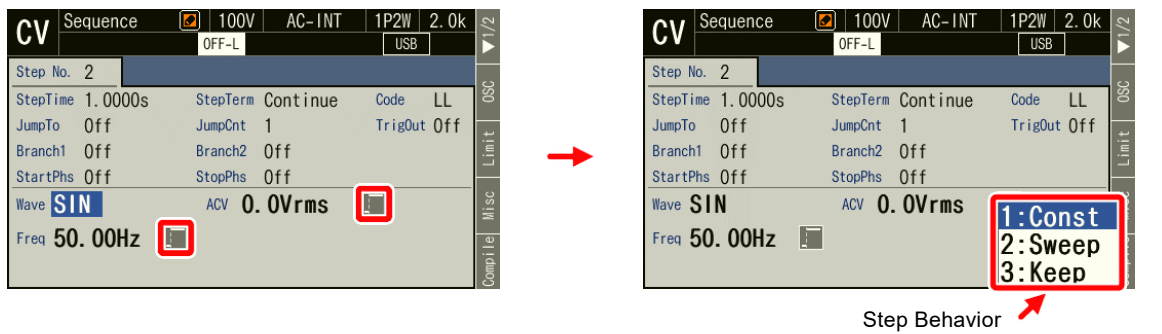 CV Sequence 100V AC-INT 1P2W 2.0k ▼1/2
OFF-L USB
Step No. 2
StepTime 1.0000s StepTerm Continue Code LL
JumpTo Off JumpCnt 1 TrigOut Off
Branch1 Off Branch2 Off
StartPhs Off StopPhs Off
Wave SIN ACV 0.0Vrms
Freq 50.00Hz
OSC
Limit
Misc
Compile
CV Sequence 100V AC-INT 1P2W 2.0k ▼1/2
OFF-L USB
Step No. 2
StepTime 1.0000s StepTerm Continue Code LL
JumpTo Off JumpCnt 1 TrigOut Off
Branch1 Off Branch2 Off
StartPhs Off StopPhs Off
Wave SIN ACV 0.0Vrms
Freq 50.00Hz
OSC
Limit
1:Const
2:Sweep
3:Keep
Step Behavior